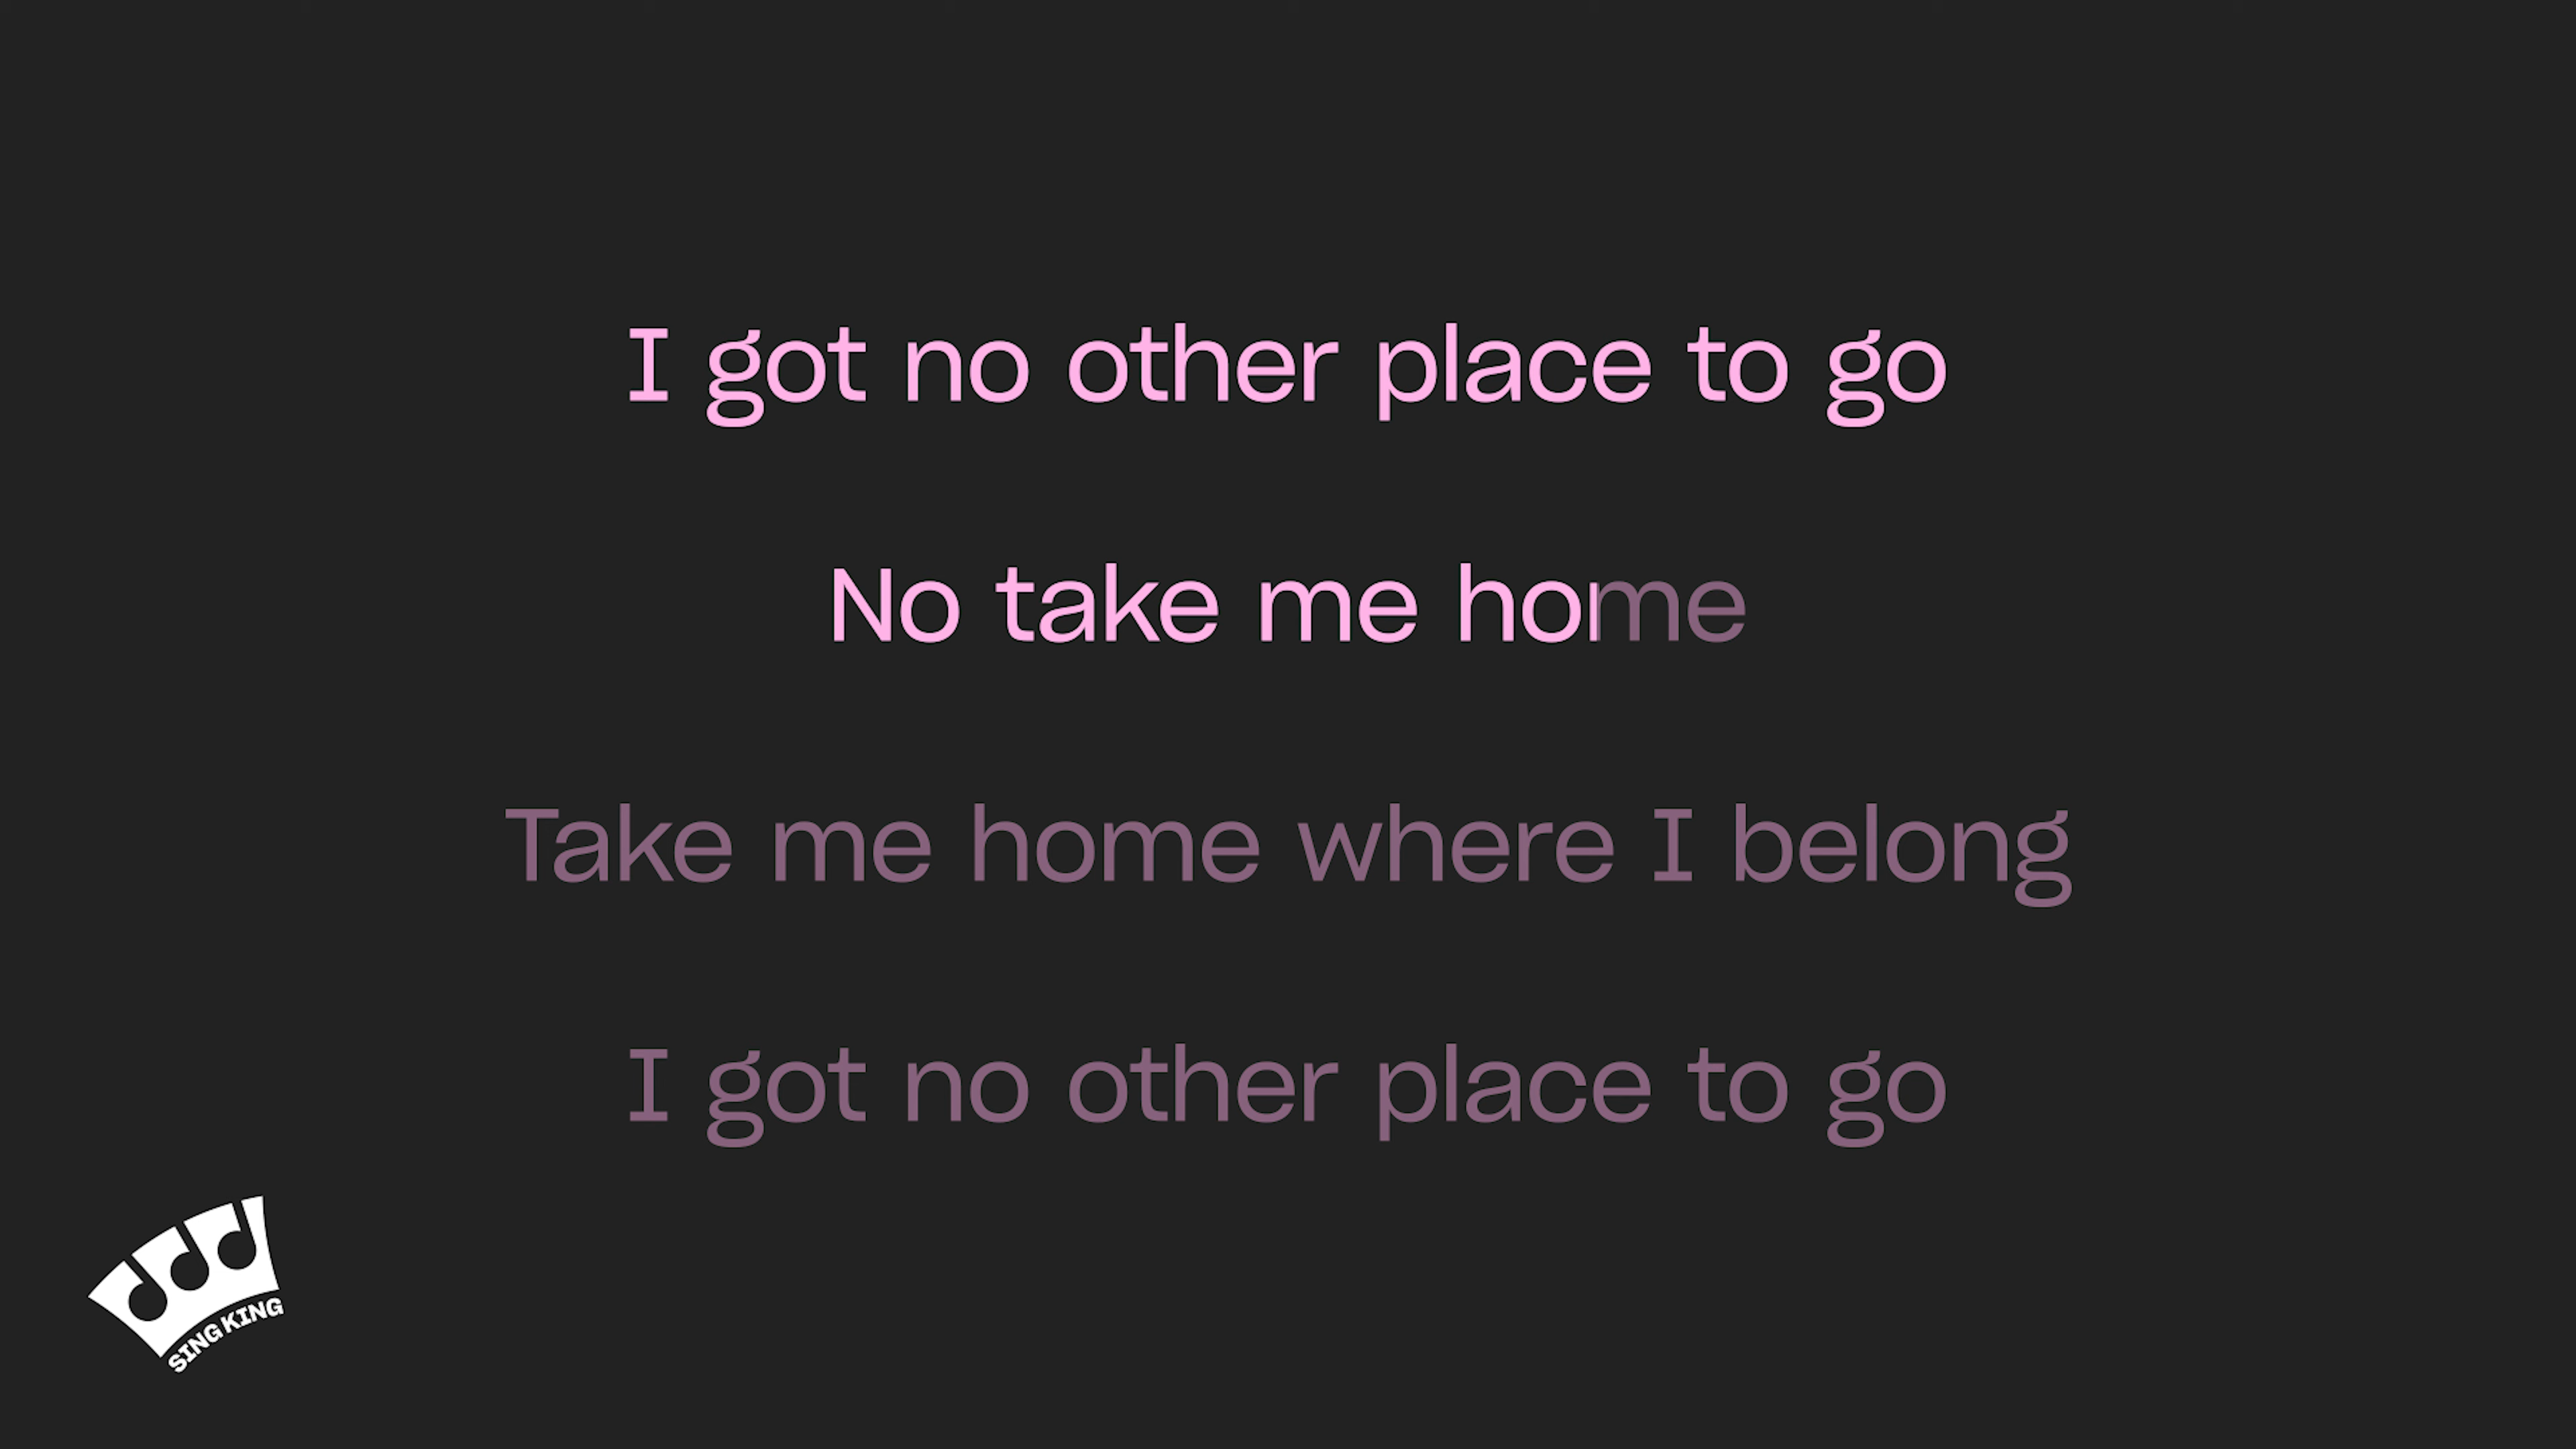 I got no other place to go
No take me home
Take me home where I belong
I got no other place to go
SING KING